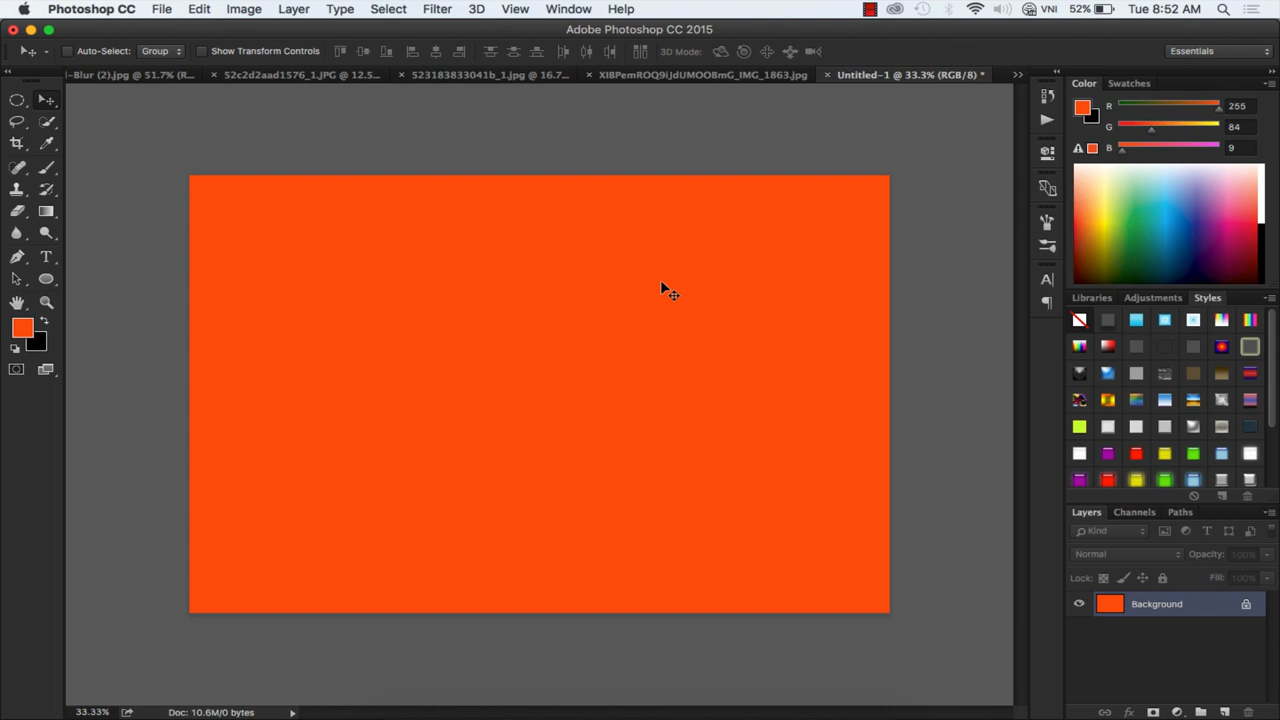 Photoshop CC File Edit Image Layer Type Select Filter 3D View Window Help VNI 52% Tue 8:52 AM
Adobe Photoshop CC 2015
Auto-Select: Group Show Transform Controls 3D Mode: Essentials
l-Blur (2).jpg @ 51.7% (R... × 52c2d2aad1576_1.JPG @ 12.5... × 523183833041b_1.jpg @ 16.7... × XIBPemROQ9iJdUMOOBmG_IMG_1863.jpg × Untitled-1 @ 33.3% (RGB/8) *
Color Swatches
R 255
G 84
B 9
Libraries Adjustments Styles
Layers Channels Paths
Kind
Normal Opacity: 100%
Lock: Fill: 100%
Background
33.33% Doc: 10.6M/0 bytes